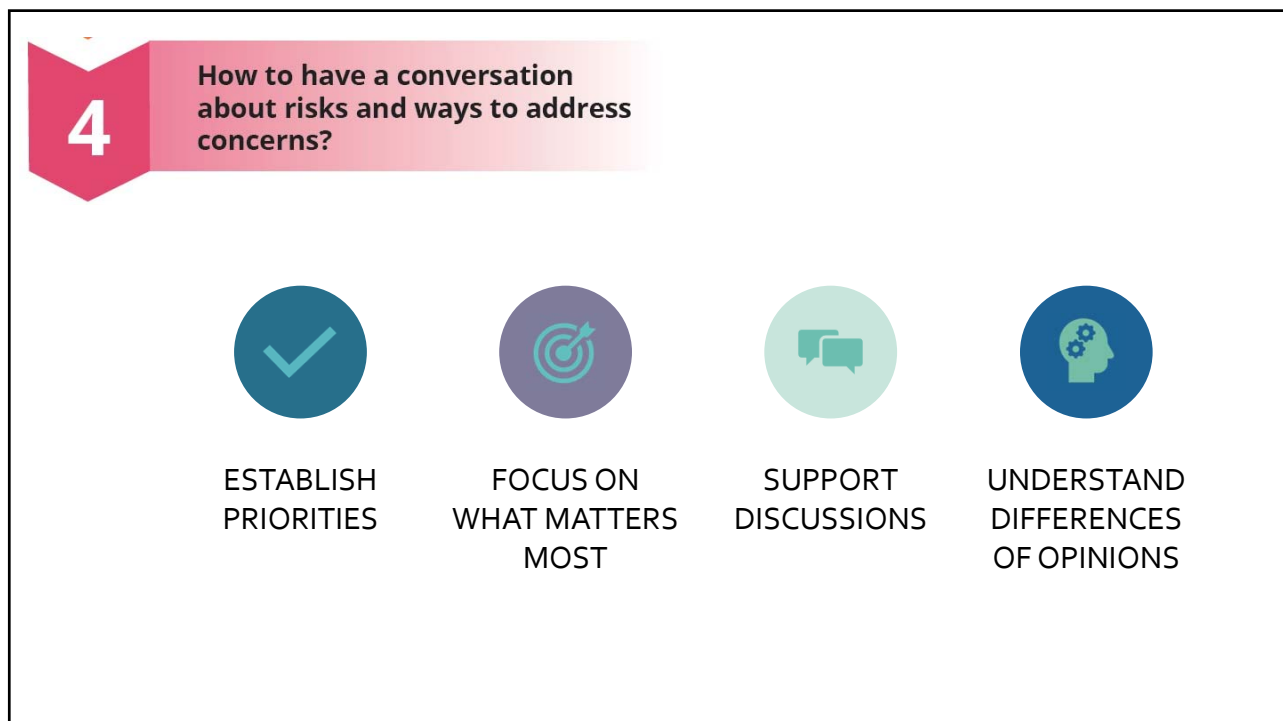 4
How to have a conversation
about risks and ways to address
concerns?
ESTABLISH
PRIORITIES
FOCUS ON
WHAT MATTERS
MOST
SUPPORT
DISCUSSIONS
UNDERSTAND
DIFFERENCES
OF OPINIONS